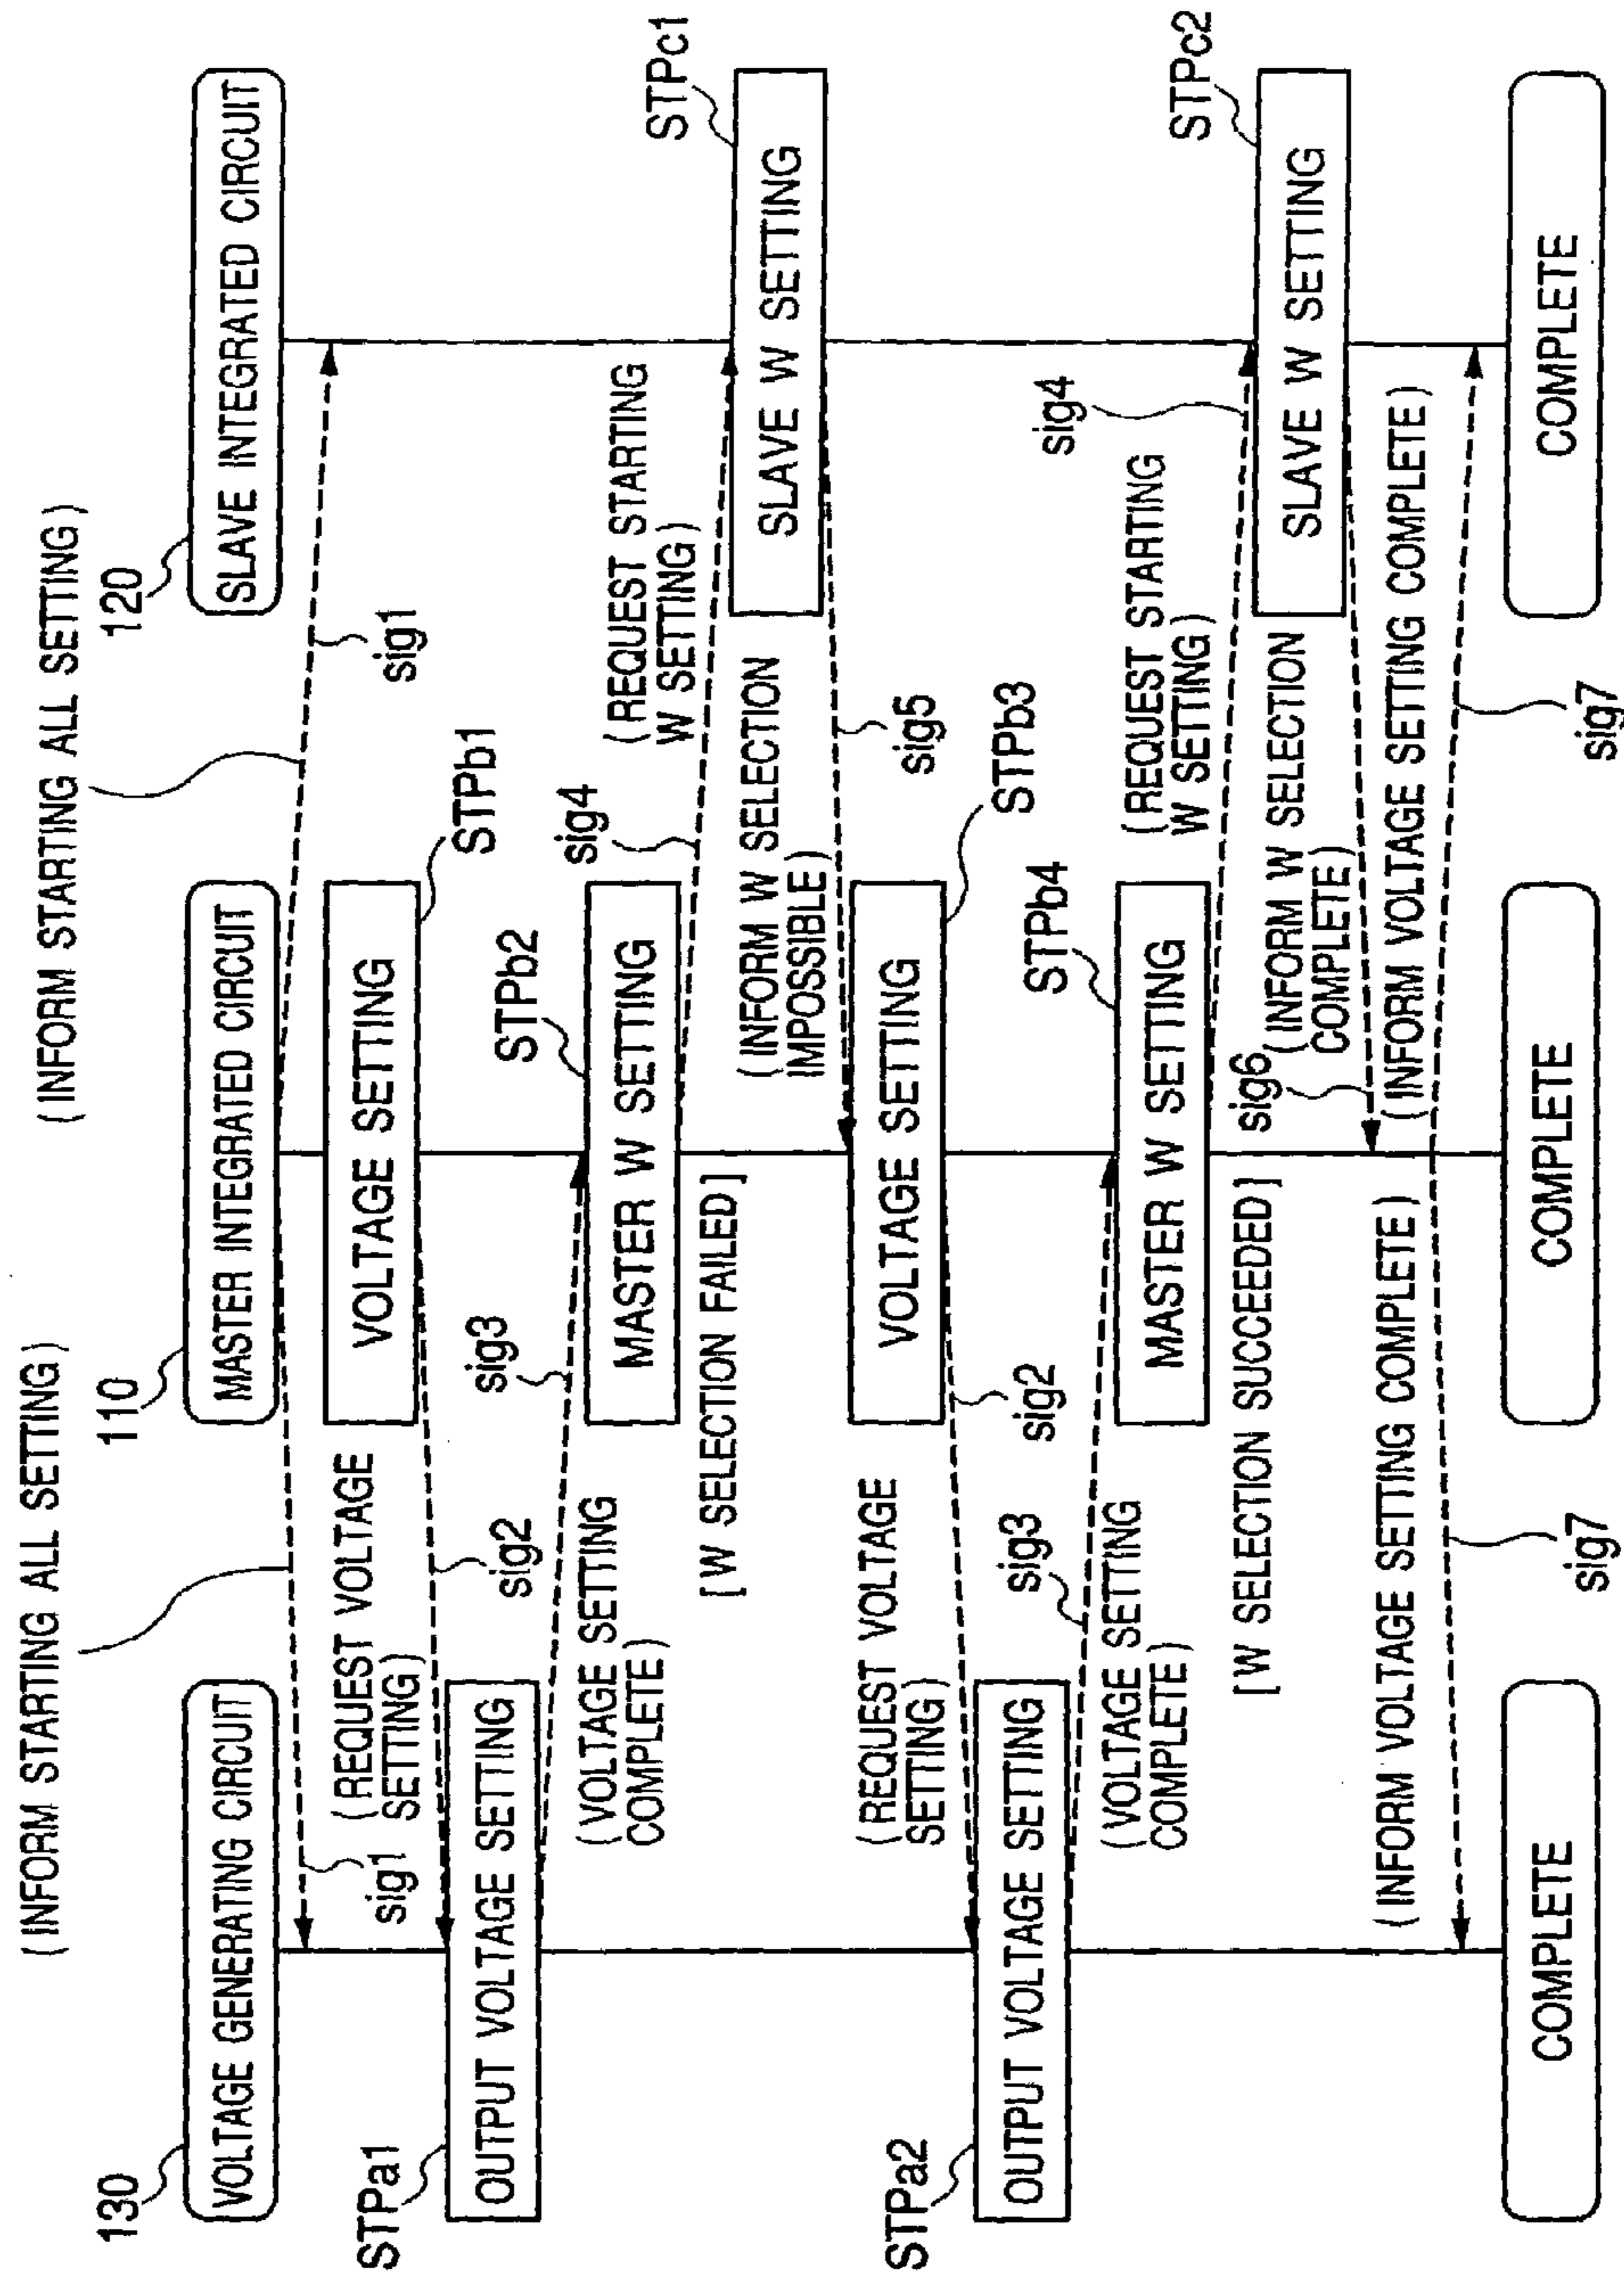 (INFORM STARTING ALL SETTING)
(INFORM STARTING ALL SETTING)
130
110
120
VOLTAGE GENERATING CIRCUIT
MASTER INTEGRATED CIRCUIT
SLAVE INTEGRATED CIRCUIT
sig1
sig1
VOLTAGE SETTING
STPb1
(REQUEST VOLTAGE
SETTING)
sig2
STPa1
OUTPUT VOLTAGE SETTING
sig3
(VOLTAGE SETTING
COMPLETE)
STPb2
MASTER W SETTING
sig4
(REQUEST STARTING
W SETTING)
STPc1
SLAVE W SETTING
[W SELECTION FAILED]
(INFORM W SELECTION
IMPOSSIBLE)
sig5
STPb3
VOLTAGE SETTING
(REQUEST VOLTAGE
SETTING)
sig2
STPa2
OUTPUT VOLTAGE SETTING
sig3
(VOLTAGE SETTING
COMPLETE)
STPb4
MASTER W SETTING
sig4
(REQUEST STARTING
W SETTING)
STPc2
SLAVE W SETTING
[W SELECTION SUCCEEDED]
sig6
(INFORM W SELECTION
COMPLETE)
(INFORM VOLTAGE SETTING COMPLETE)
(INFORM VOLTAGE SETTING COMPLETE)
sig7
sig7
COMPLETE
COMPLETE
COMPLETE